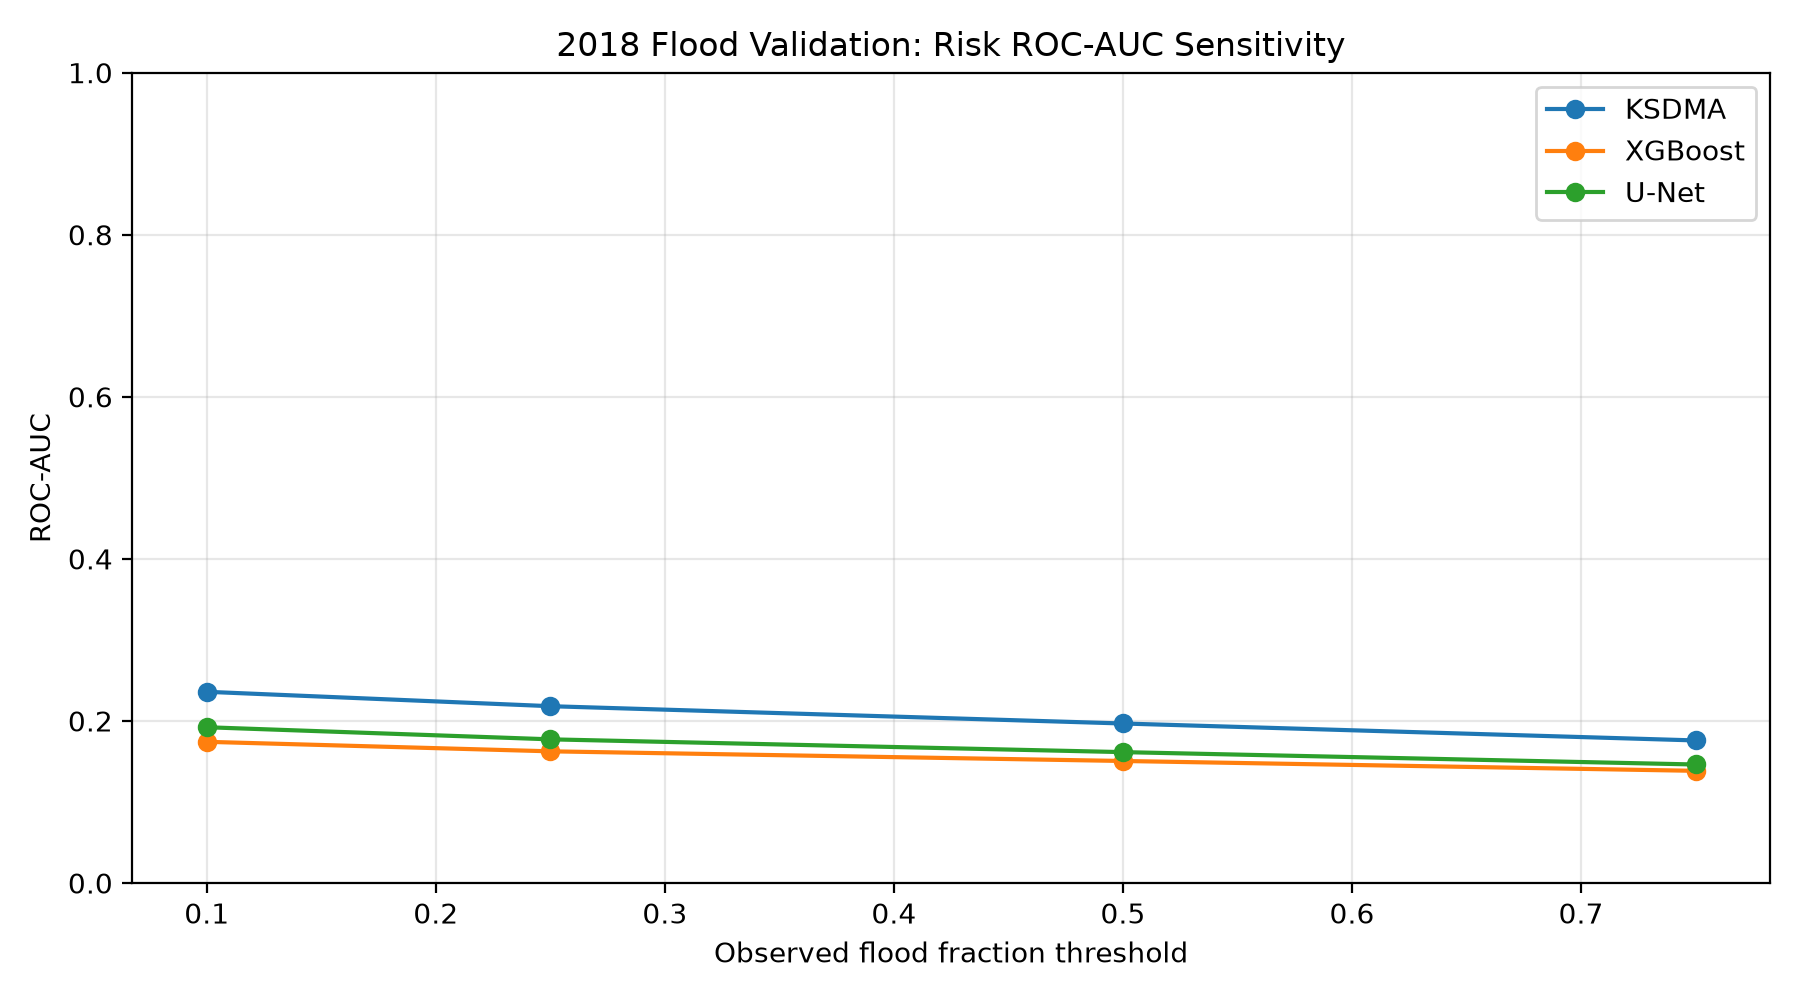 2018 Flood Validation: Risk ROC-AUC Sensitivity
1.0
0.8
0.6
0.4
0.2
0.0
ROC-AUC
KSDMA
XGBoost
U-Net
0.1 0.2 0.3 0.4 0.5 0.6 0.7
Observed flood fraction threshold